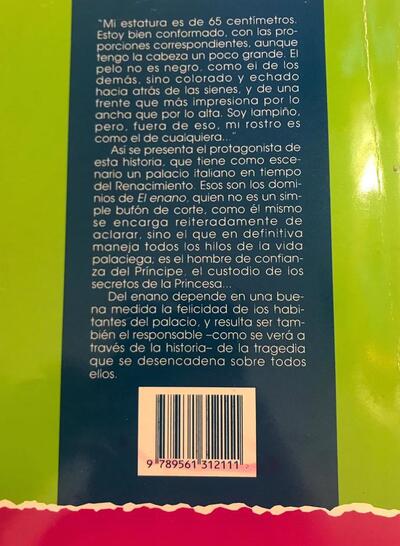 "Mi estatura es de 65 centímetros.
Estoy bien conformado, con las pro-
porciones correspondientes, aunque
tengo la cabeza un poco grande. El
pelo no es negro, como el de los
demás, sino colorado y echado
hacia atrás de las sienes, y de una
frente que más impresiona por lo
ancha que por lo alta. Soy lampiño,
pero, fuera de eso, mi rostro es
como el de cualquiera..."
Así se presenta el protagonista de
esta historia, que tiene como esce-
nario un palacio italiano en tiempo
del Renacimiento. Esos son los domi-
nios de El enano, quien no es un sim-
ple bufón de corte, como él mismo
se encarga reiteradamente de
aclarar, sino el que en definitiva
maneja todos los hilos de la vida
palaciega; es el hombre de confian-
za del Príncipe, el custodio de los
secretos de la Princesa...
Del enano depende en una bue-
na medida la felicidad de los habi-
tantes del palacio, y resulta ser tam-
bién el responsable –como se verá a
través de la historia– de la tragedia
que se desencadena sobre todos
ellos.
9 789561 312111